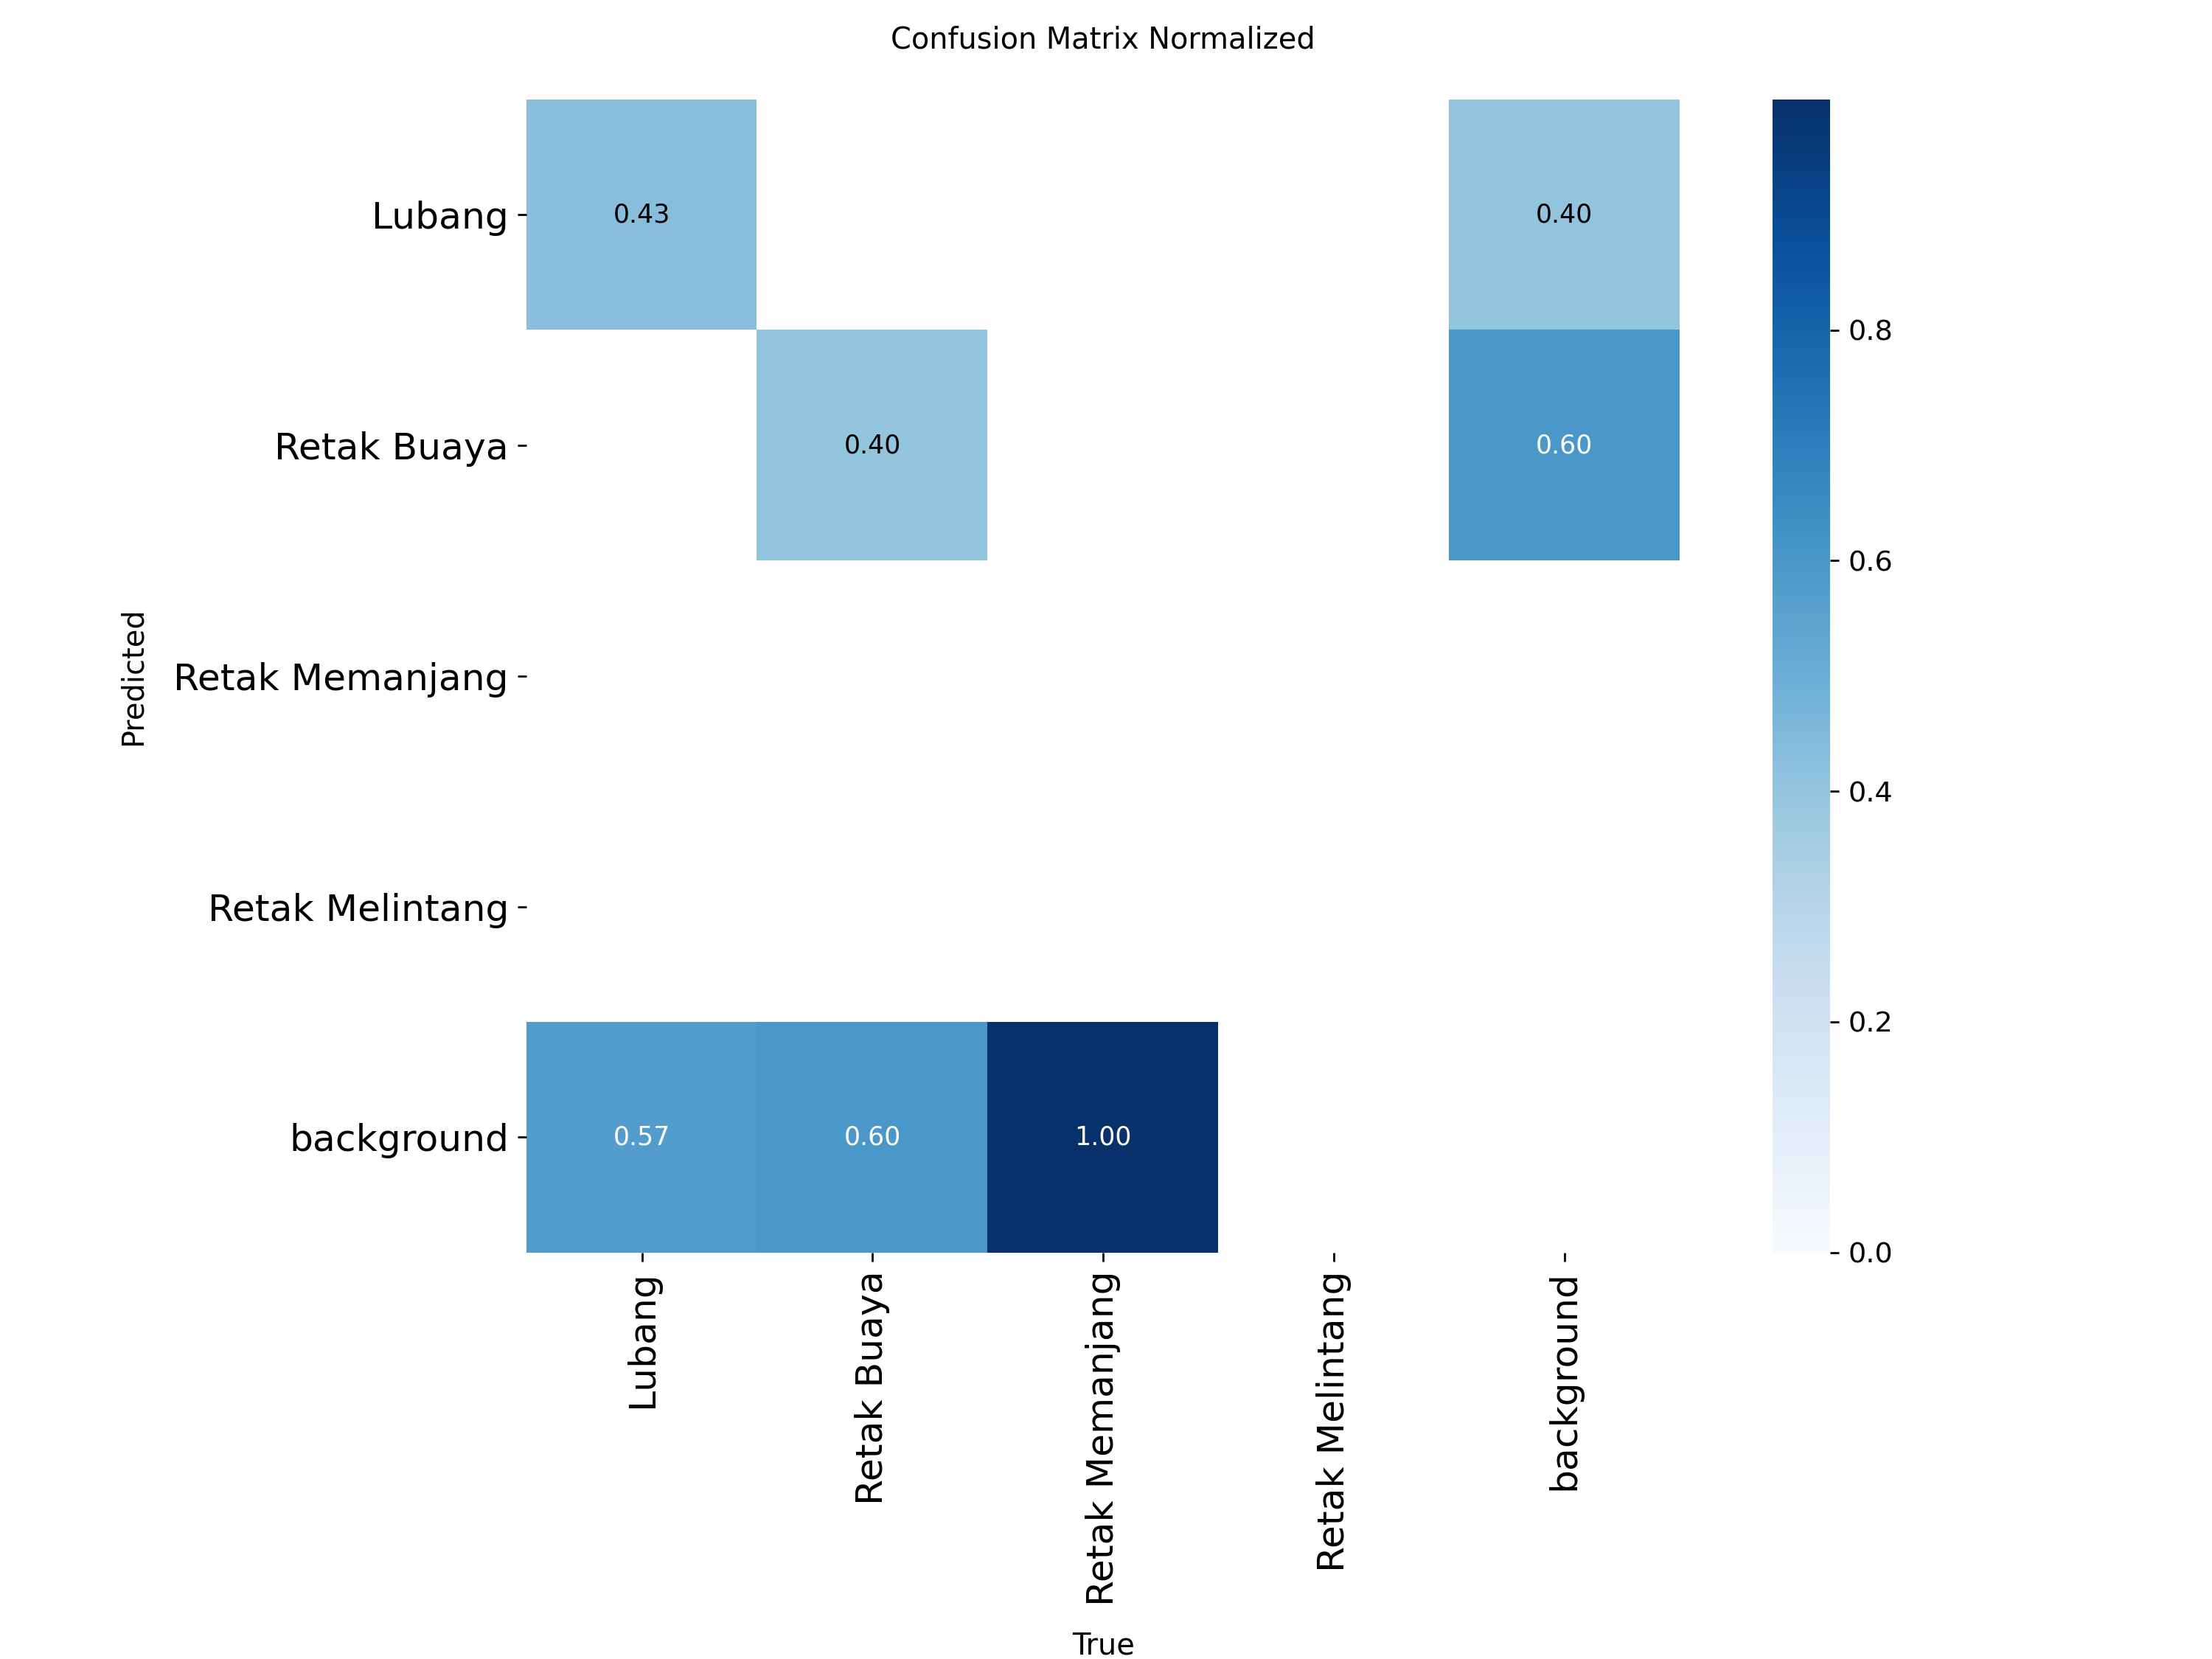 Confusion Matrix Normalized
Lubang
0.43
0.40
Retak Buaya
0.40
0.60
Retak Memanjang
Retak Melintang
background
0.57
0.60
1.00
Predicted
Lubang
Retak Buaya
Retak Memanjang
Retak Melintang
background
True
0.8
0.6
0.4
0.2
0.0